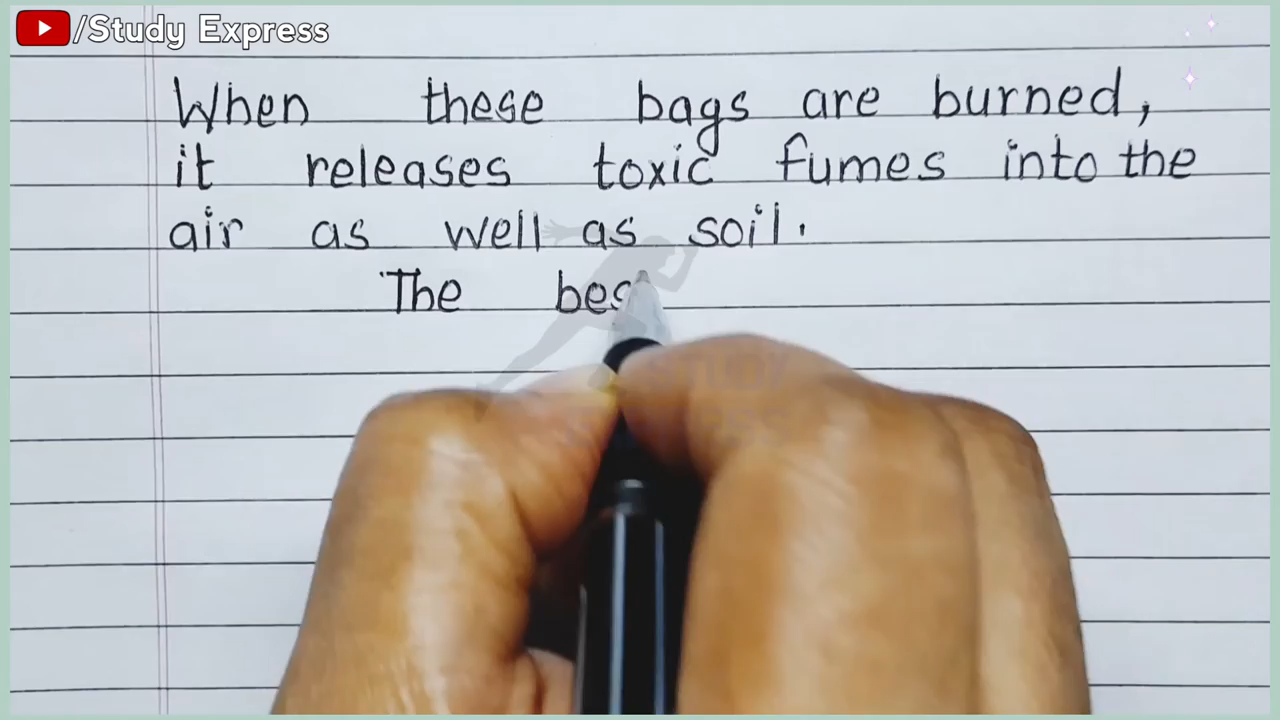 /Study Express
When these bags are burned,
it releases toxic fumes into the
air as well as soil.
The bes